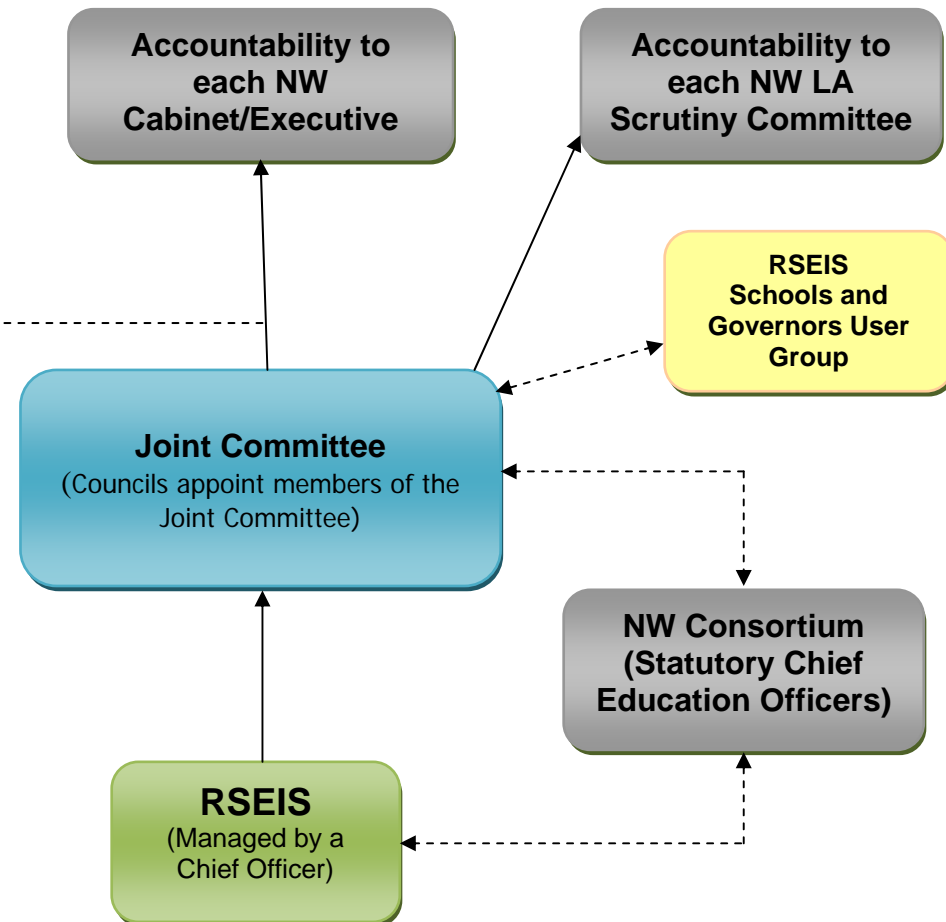 Accountability to
each NW
Cabinet/Executive
Accountability to
each NW LA
Scrutiny Committee
RSEIS
Schools and
Governors User
Group
Joint Committee
(Councils appoint members of the
Joint Committee)
NW Consortium
(Statutory Chief
Education Officers)
RSEIS
(Managed by a
Chief Officer)